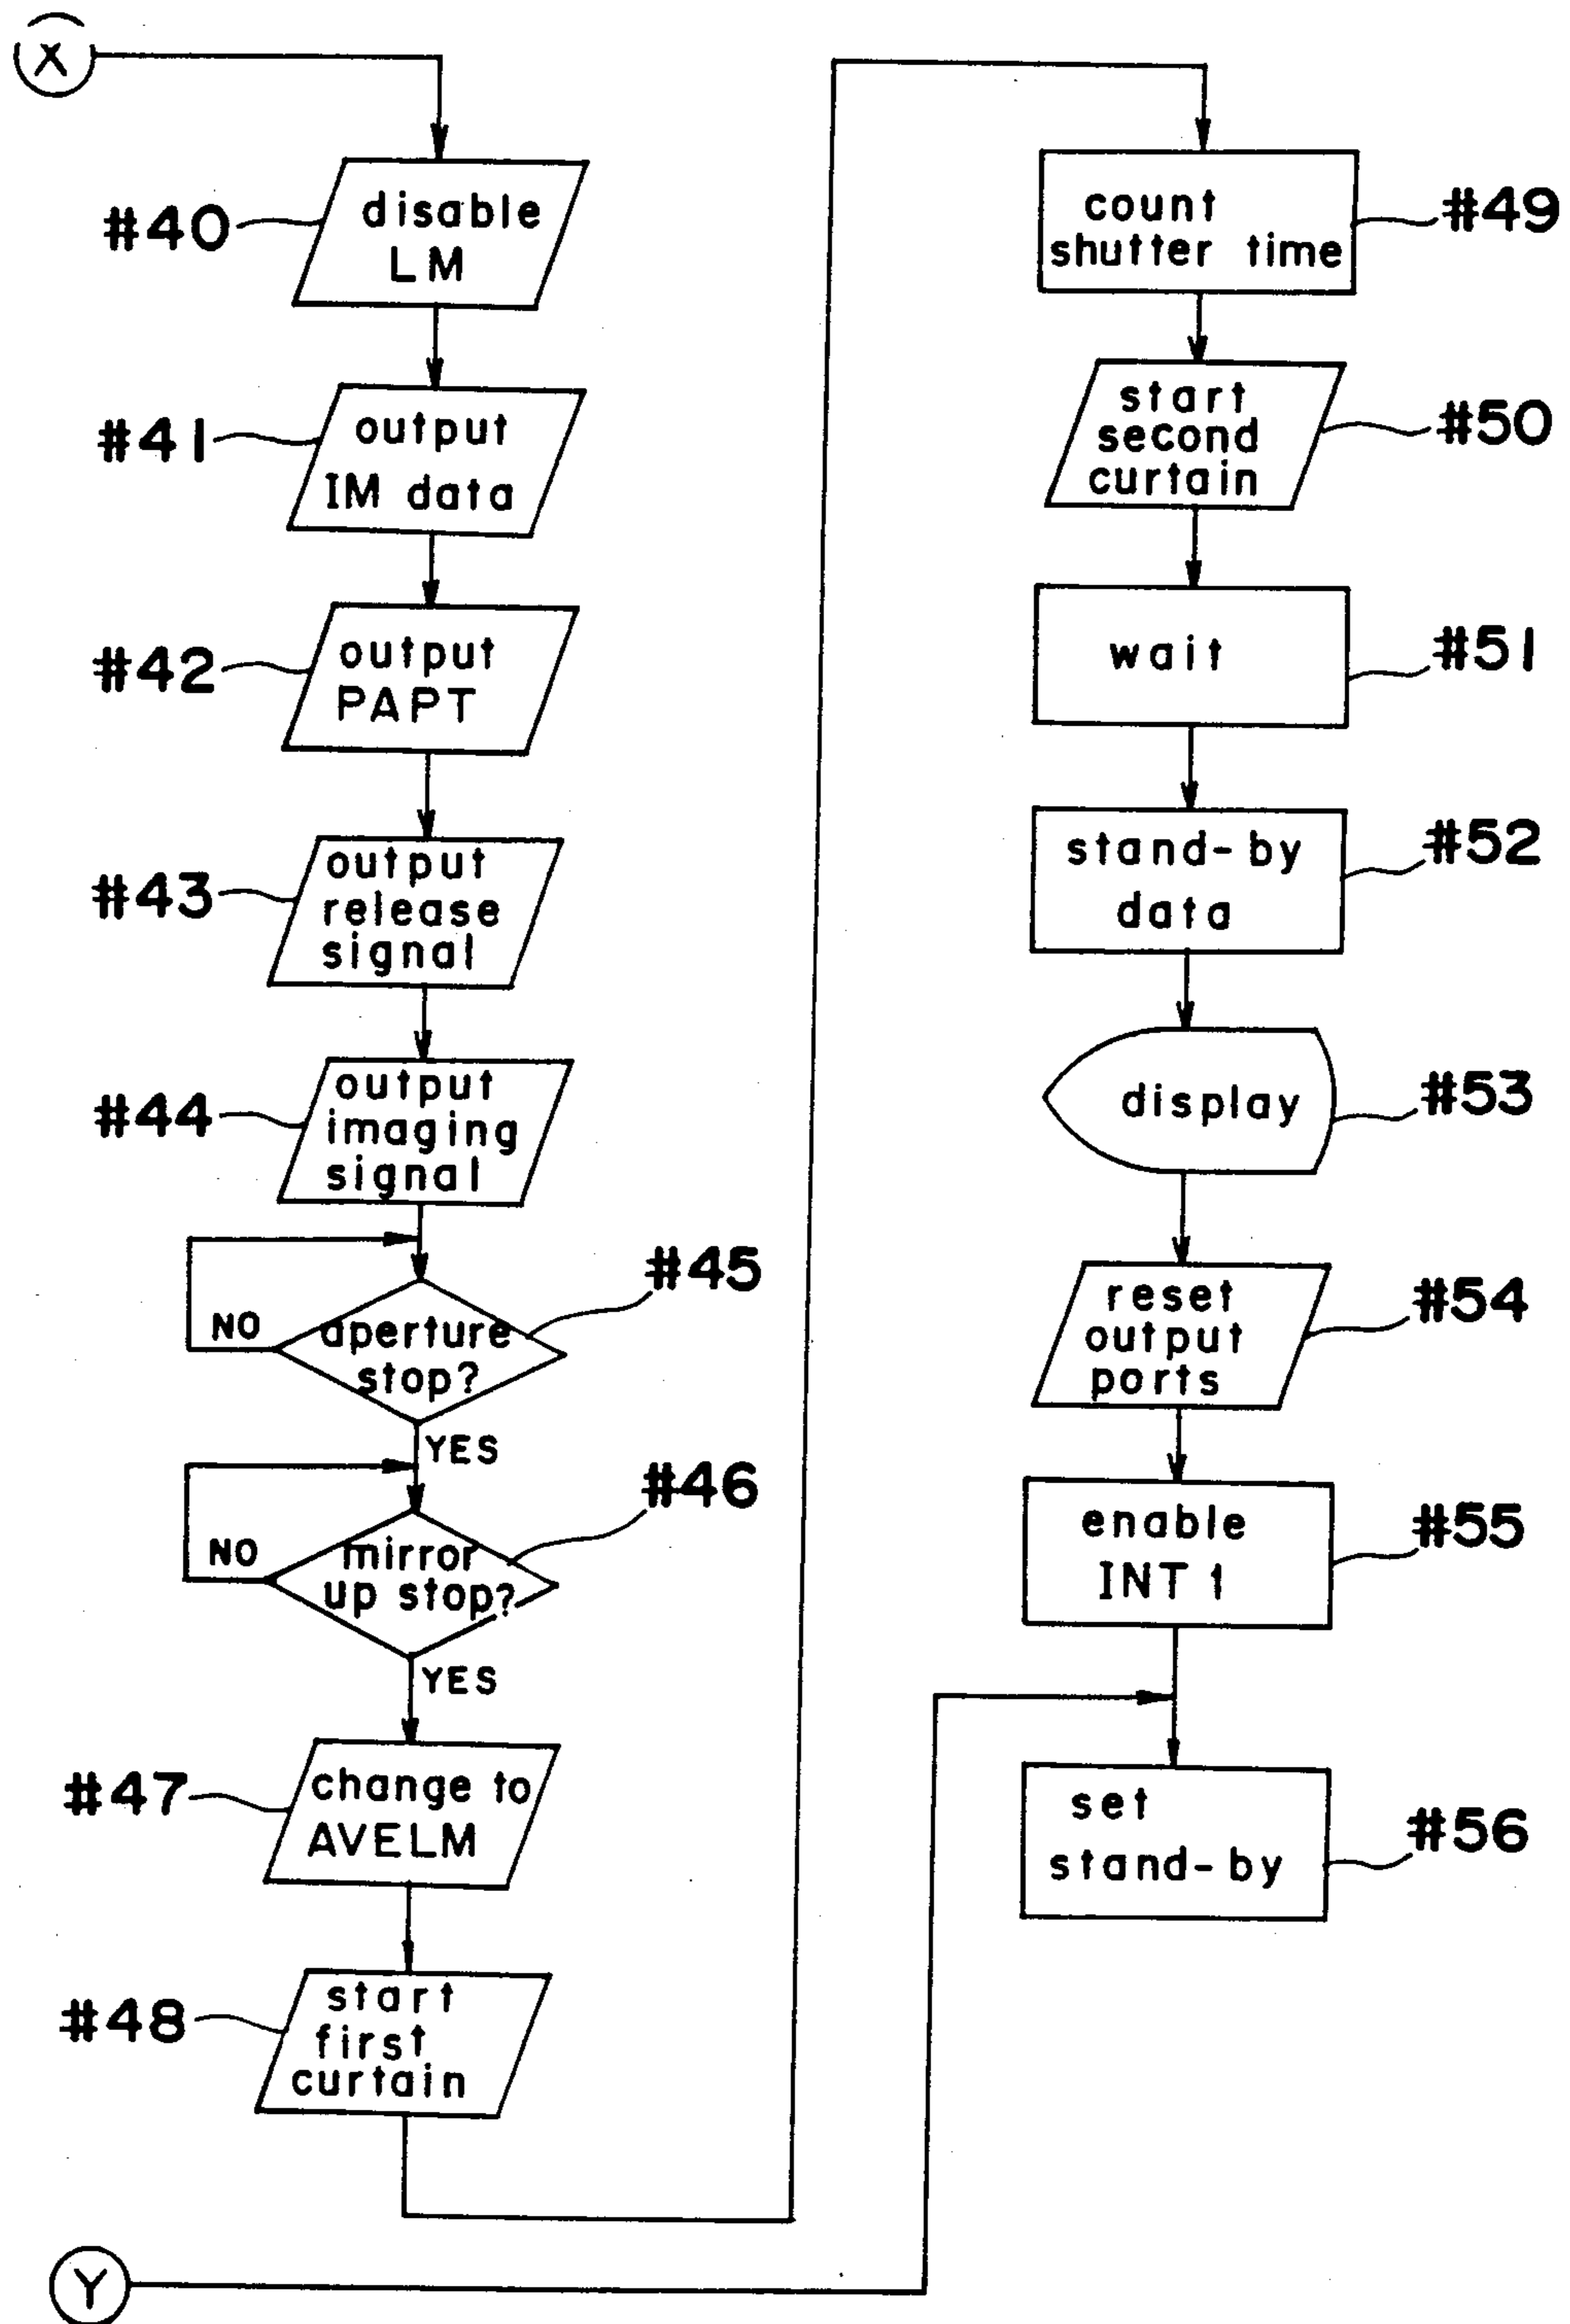 X
#40
disable
LM
#41
output
IM data
#42
output
PAPT
#43
output
release
signal
#44
output
imaging
signal
#45
NO
aperture
stop?
YES
#46
NO
mirror
up stop?
YES
#47
change to
AVELM
#48
start
first
curtain
#49
count
shutter time
#50
start
second
curtain
#51
wait
#52
stand-by
data
#53
display
#54
reset
output
ports
#55
enable
INT 1
#56
set
stand-by
Y